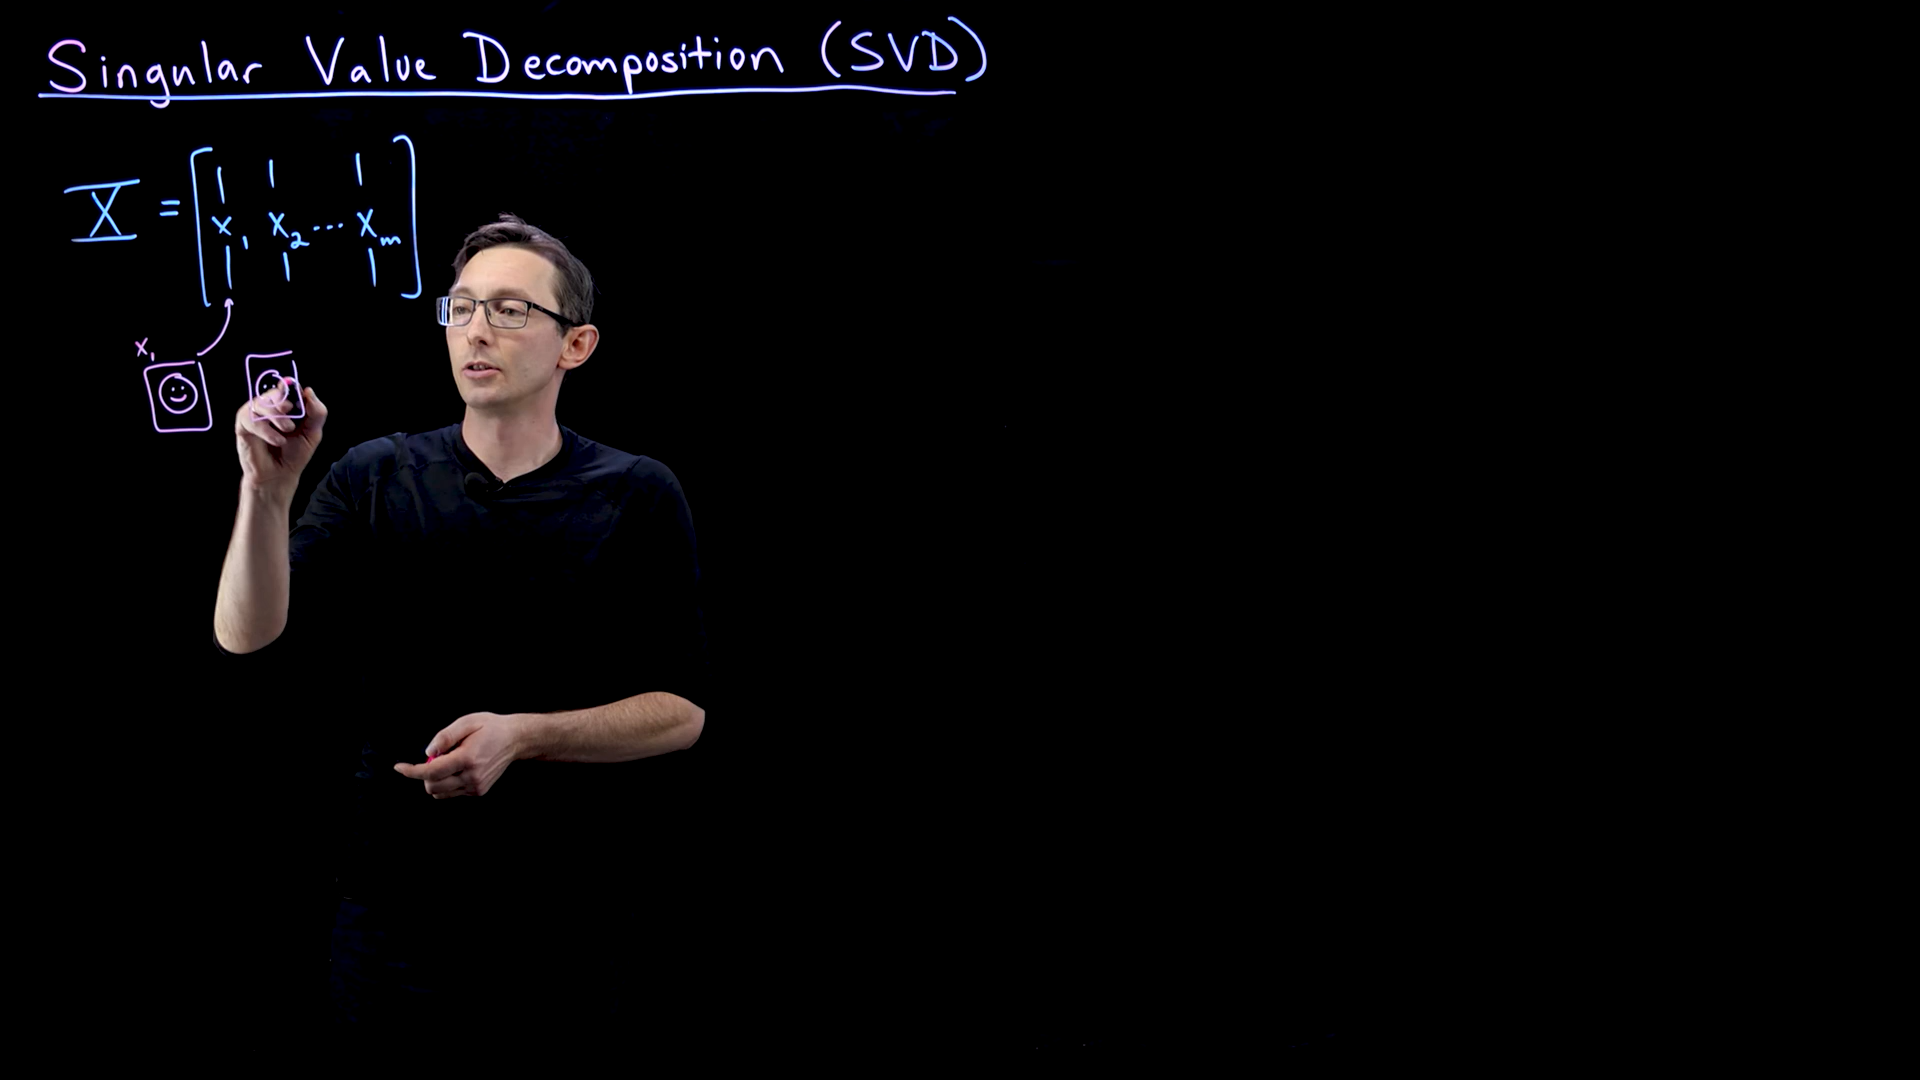 Singular Value Decomposition (SVD)
X = [x₁ x₂ ... xₘ]
x₁